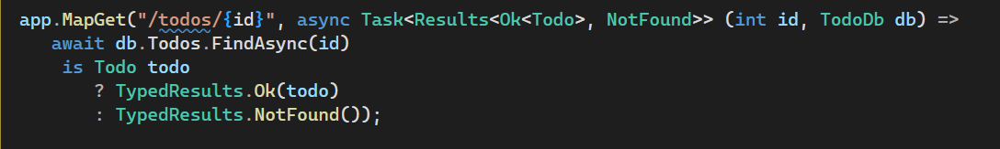 app.MapGet("/todos/{id}", async Task<Results<Ok<Todo>, NotFound>> (int id, TodoDb db) =>
await db.Todos.FindAsync(id)
is Todo todo
? TypedResults.Ok(todo)
: TypedResults.NotFound());